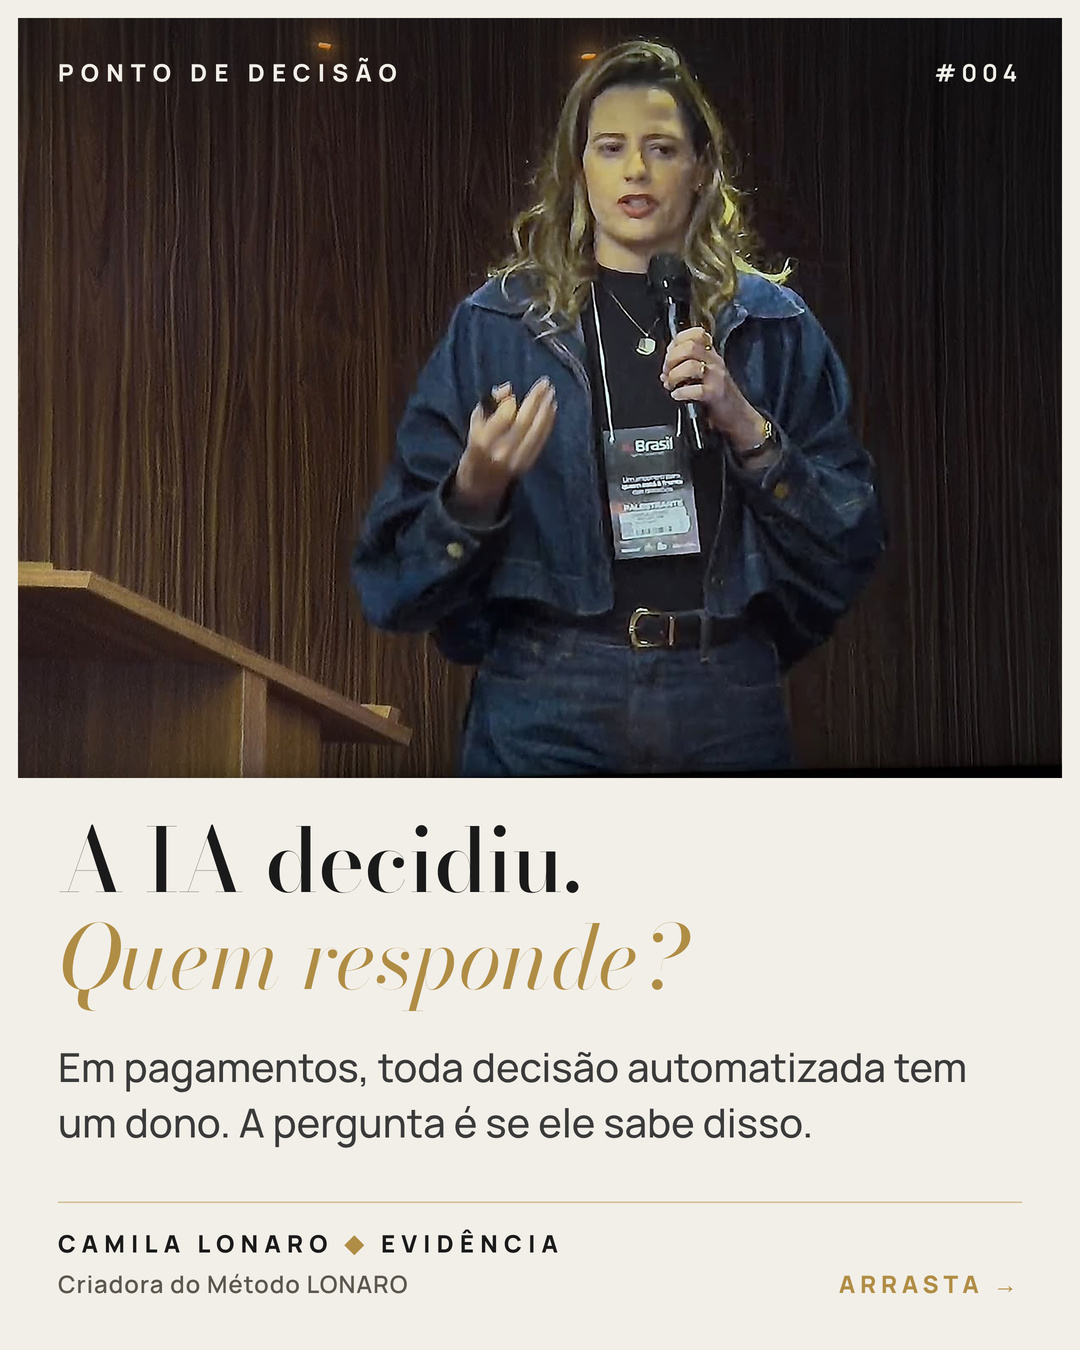 PONTO DE DECISÃO
#004
Brasil
PALESTRANTE
A IA decidiu.
Quem responde?
Em pagamentos, toda decisão automatizada tem
um dono. A pergunta é se ele sabe disso.
CAMILA LONARO ◆ EVIDÊNCIA
Criadora do Método LONARO
ARRASTA →